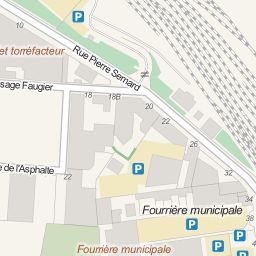 et torréfacteur
Rue Pierre Semard
sage Faugier
18
18B
20
22
26
P
e de l'Asphalte
10
P
32
34
Fourrière municipale
P
P
P
P
Fourrière municipale
P